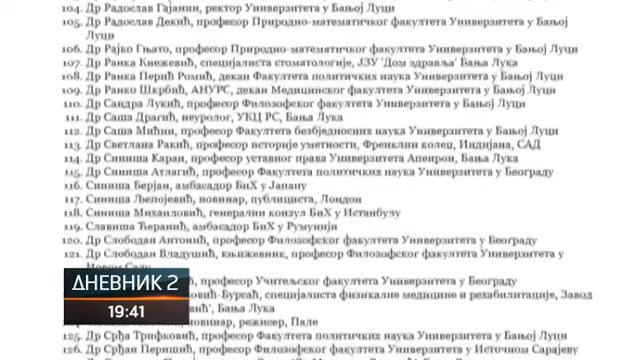 104. Др Радослав Гајанин, ректор Универзитета у Бањој Луци
105. Др Радослав Декић, професор Природно-математичког факултета Универзитета у Бањој
Луци
106. Др Рајко Гњато, професор Природно-математичког факултета Универзитета у Бањој Луци
107. Др Ранка Кнежевић, специјалиста стоматологије, ЈЗУ 'Дом здравља' Бања Лука
108. Др Ранка Перић Ромић, декан Факултета политичких наука Универзитета у Бањој Луци
109. Др Ранко Шкрбић, АНУРС, декан Медицинског факултета Универзитета у Бањој Луци
110. Др Сандра Лукић, професор Филозофског факултета Универзитета у Бањој Луци
111. Др Саша Драгић, неуролог, УКЦ РС, Бања Лука
112. Др Саша Мићин, професор Факултета безбједносних наука Универзитета у Бањој Луци
113. Др Светлана Ракић, професор историје уметности, Френклин колеџ, Индијана, САД
114. Др Синиша Каран, професор уставног права Универзитета Апеирон, Бања Лука
115. Др Синиша Атлагић, професор Факултета политичких наука Универзитета у Београду
116. Синиша Берјан, амбасадор БиХ у Јапану
117. Синиша Љепојевић, новинар, публициста, Лондон
118. Синиша Михаиловић, генерални конзул БиХ у Истанбулу
119. Славиша Ћеранић, амбасадор БиХ у Румунији
120. Др Слободан Антонић, професор Филозофског факултета Универзитета у Београду
121. Др Слободан Владушић, књижевник, професор Филозофског факултета Универзитета у
Новом Саду
професор Учитељског факултета Универзитета у Београду
специјалиста физикалне медицине и рехабилитације, Завод
Бања Лука
новинар, режисер, Пале
125. Др Срђа Трифковић, професор Факултета политичких наука Универзитета у Бањој Луци
126. Др Срђан Перишић, професор Филозофског факултета Универзитета у Источном Сарајеву
ДНЕВНИК 2
19:41